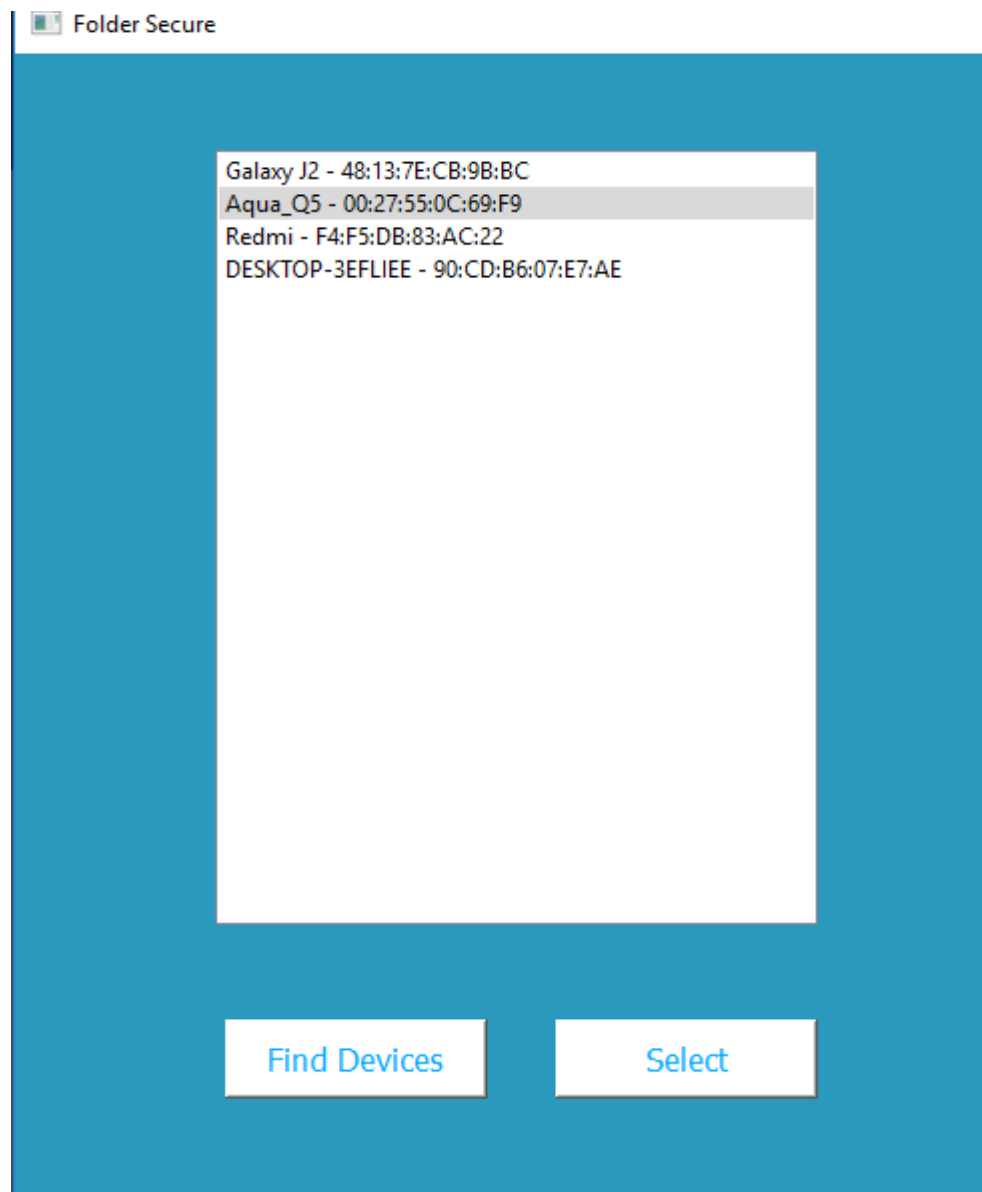 Folder Secure
Galaxy J2 - 48:13:7E:CB:9B:BC
Aqua_Q5 - 00:27:55:0C:69:F9
Redmi - F4:F5:DB:83:AC:22
DESKTOP-3EFLIEE - 90:CD:B6:07:E7:AE
Find Devices
Select